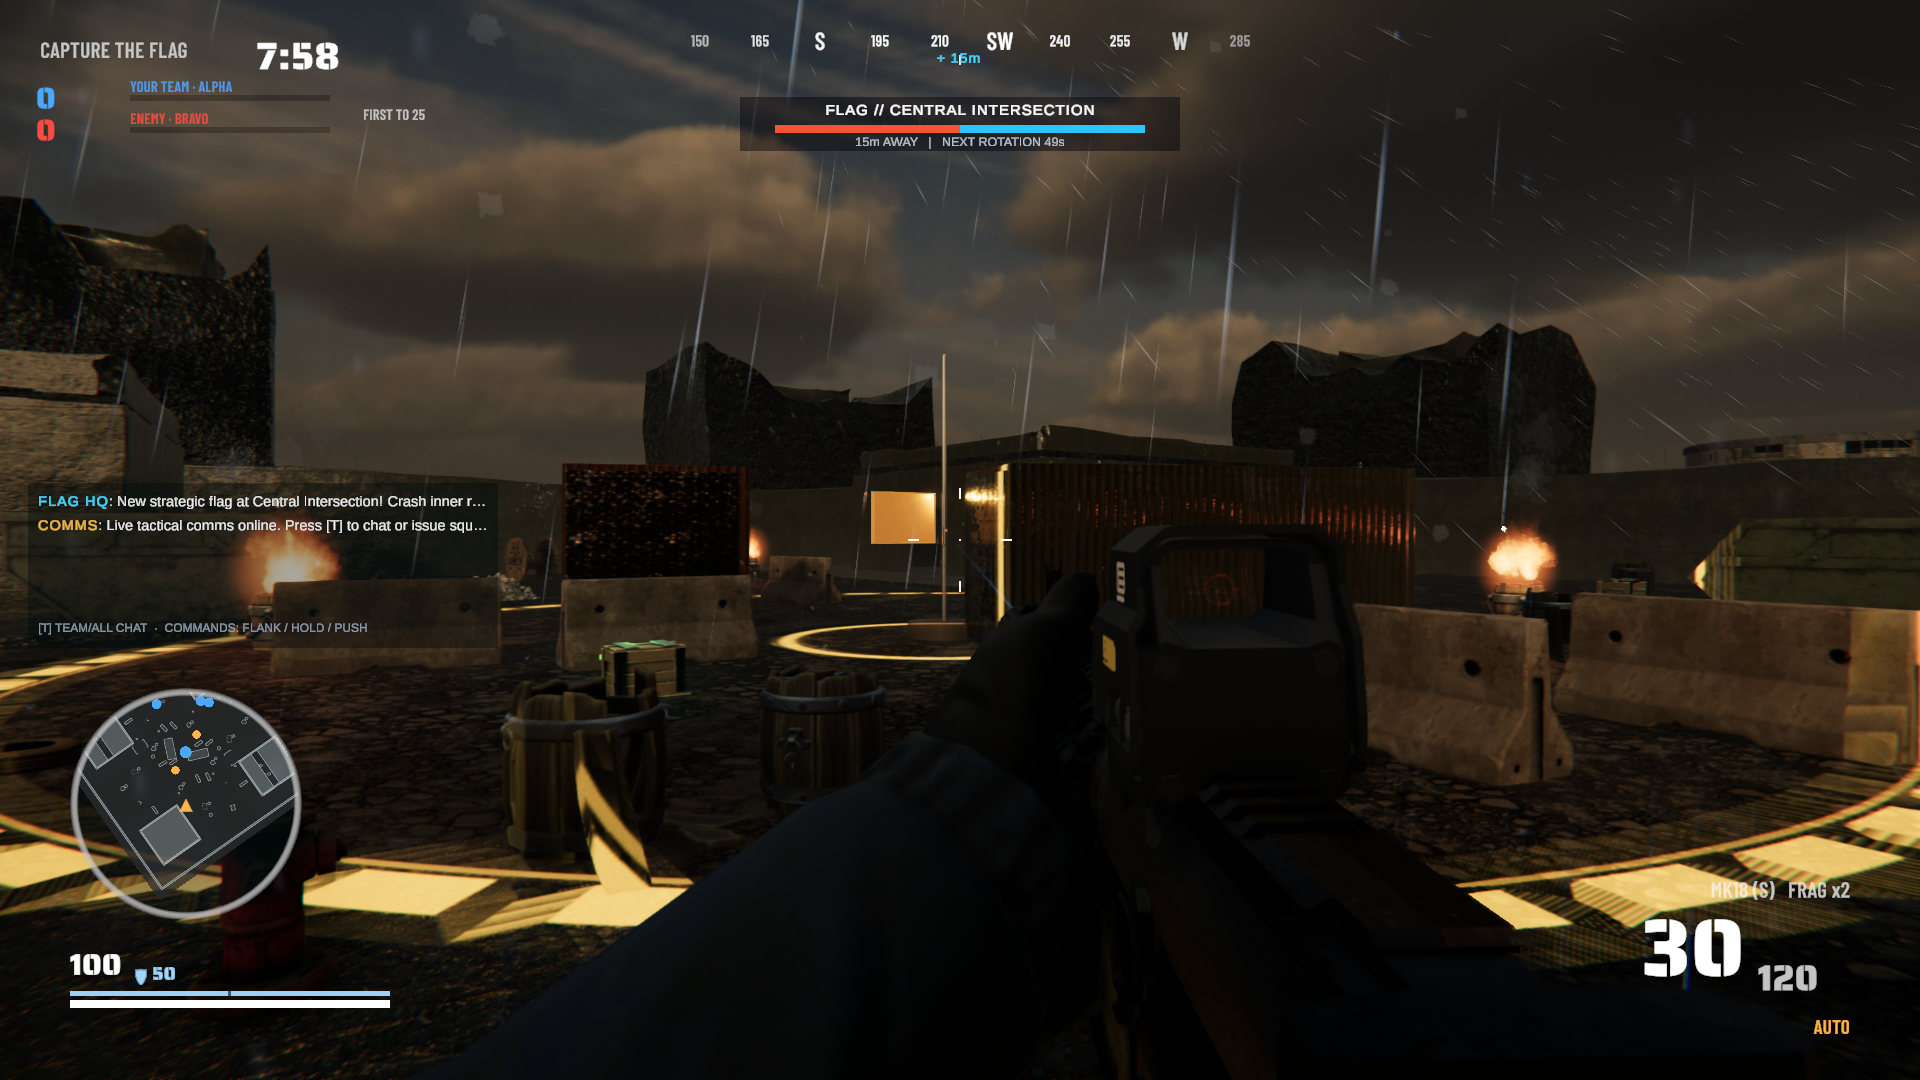 CAPTURE THE FLAG 7:58
0 YOUR TEAM · ALPHA
0 ENEMY · BRAVO
FIRST TO 25
150 165 S 195 210 SW 240 255 W 285
+ 15m
FLAG // CENTRAL INTERSECTION
15m AWAY | NEXT ROTATION 49s
FLAG HQ: New strategic flag at Central Intersection! Crash inner r...
COMMS: Live tactical comms online. Press [T] to chat or issue squ...
[T] TEAM/ALL CHAT · COMMANDS: FLANK / HOLD / PUSH
100 50
MK18 (S) FRAG x2
30 120
AUTO